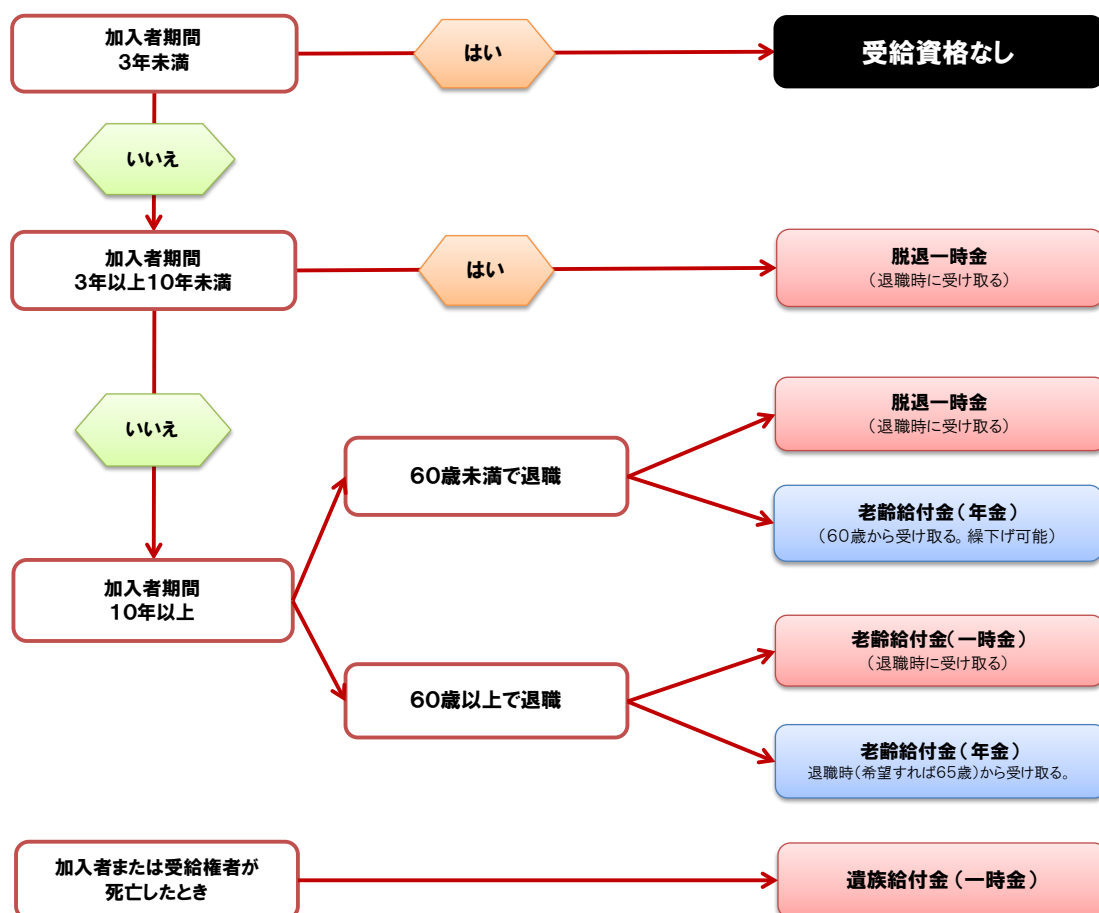 加入者期間
3年未満
はい
受給資格なし
いいえ
加入者期間
3年以上10年未満
はい
脱退一時金
（退職時に受け取る）
脱退一時金
（退職時に受け取る）
いいえ
60歳未満で退職
老齢給付金（年金）
（60歳から受け取る。繰下げ可能）
加入者期間
10年以上
老齢給付金（一時金）
（退職時に受け取る）
60歳以上で退職
老齢給付金（年金）
退職時（希望すれば65歳）から受け取る。
加入者または受給権者が
死亡したとき
遺族給付金（一時金）